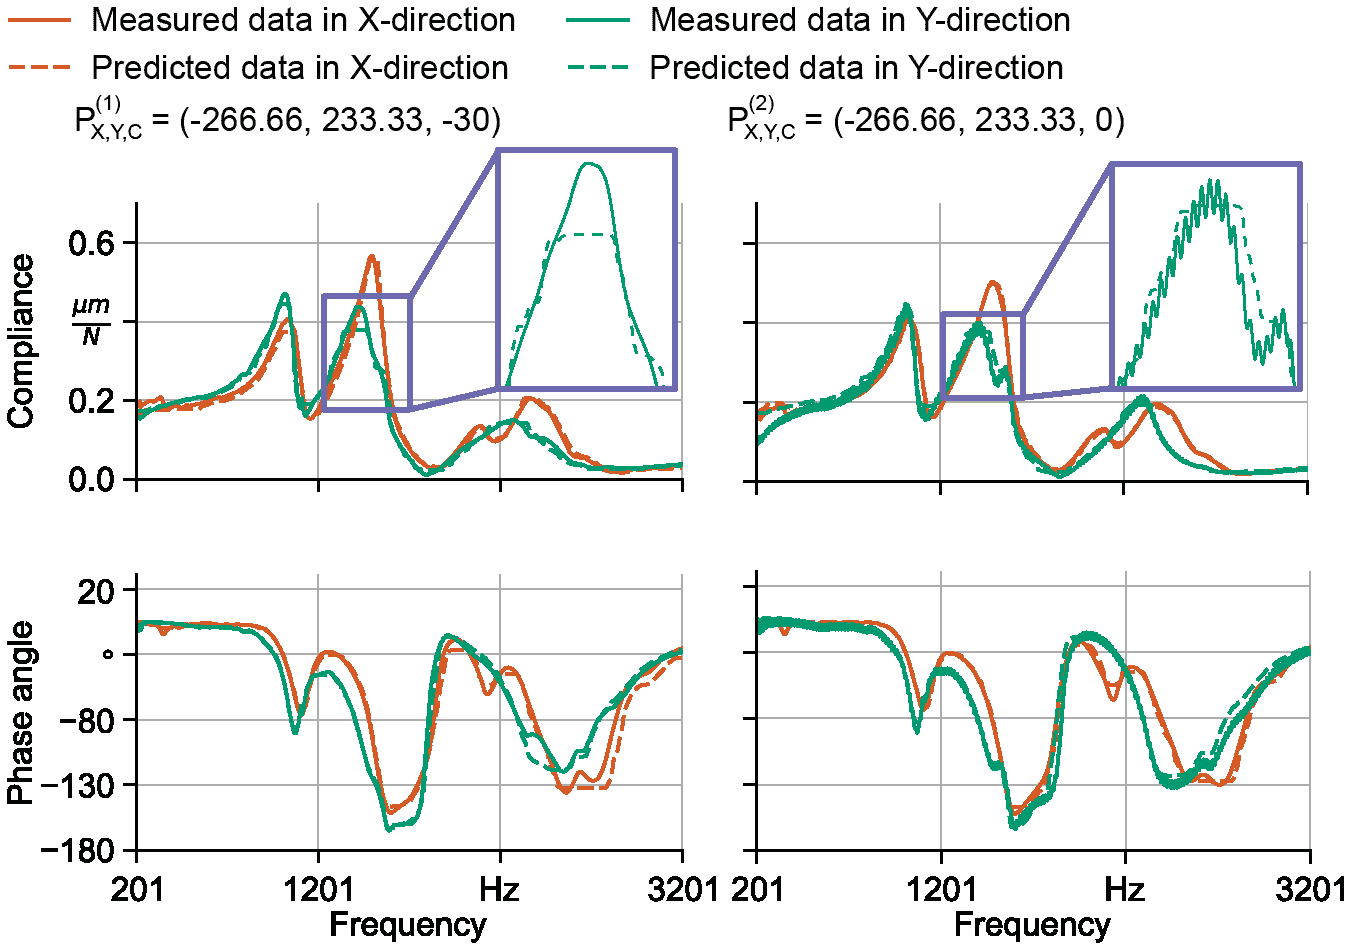 Measured data in X-direction Measured data in Y-direction
Predicted data in X-direction Predicted data in Y-direction
P(1)X,Y,C = (-266.66, 233.33, -30) P(2)X,Y,C = (-266.66, 233.33, 0)
0.6
μm
N
0.2
0.0
Compliance
20
°
−80
−130
−180
Phase angle
201 1201 Hz 3201 201 1201 Hz 3201
Frequency Frequency